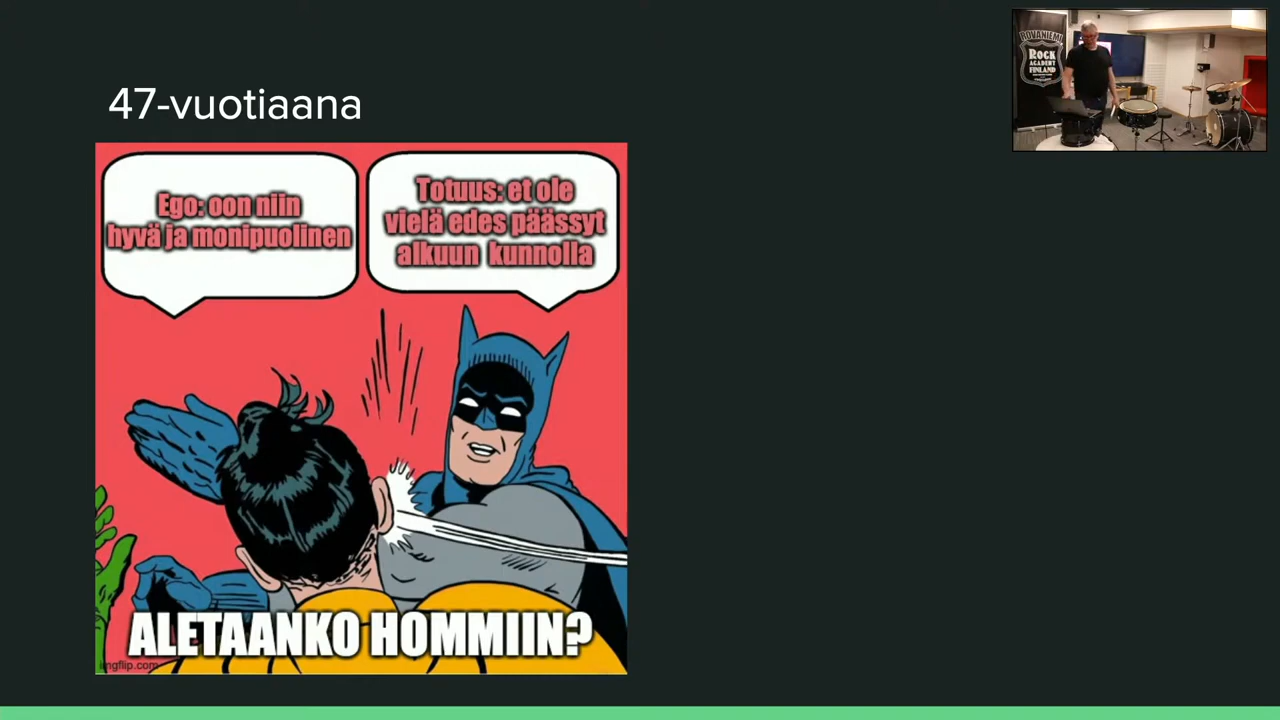 47-vuotiaana
Ego: oon niin
hyvä ja monipuolinen
Totuus: et ole
vielä edes päässyt
alkuun kunnolla
ALETAANKO HOMMIIN?
imgflip.com
ROVANIEMI
ROCK
ACADEMY
FINLAND